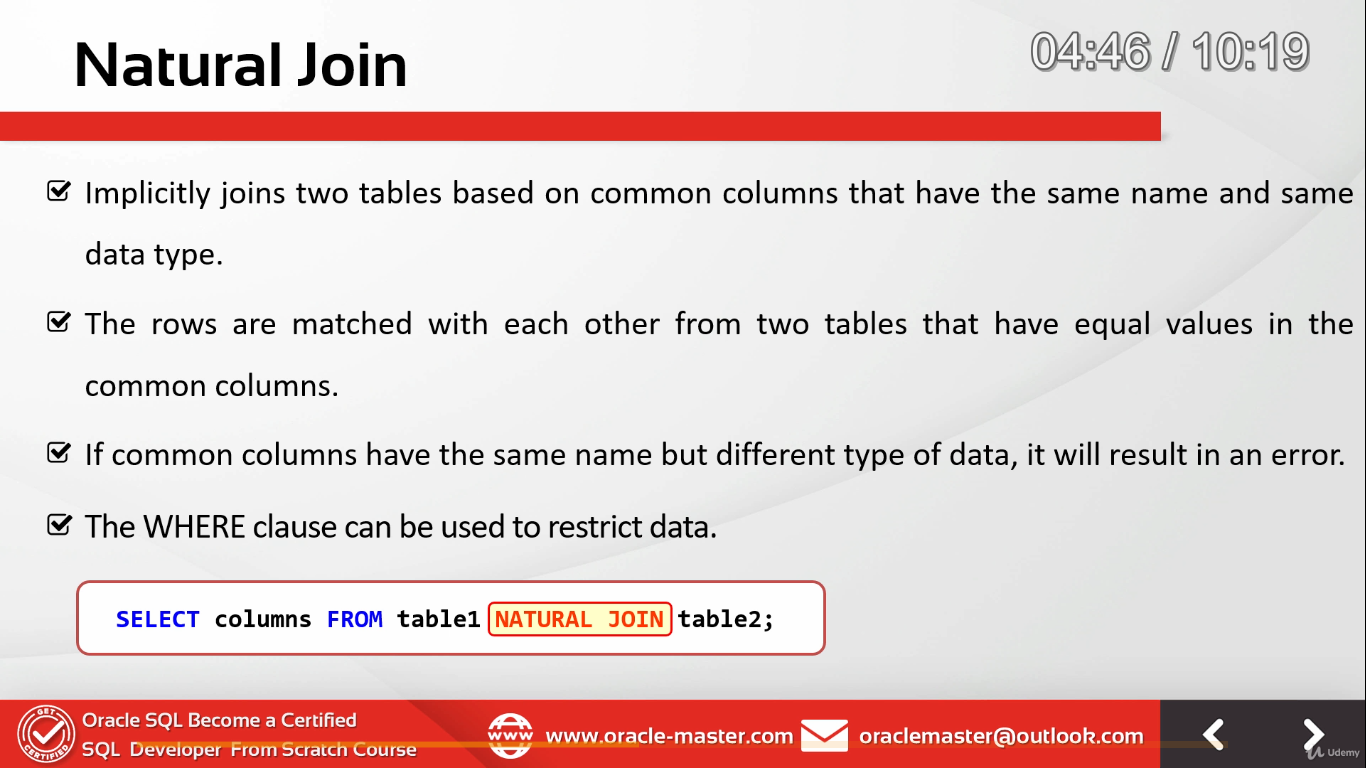 Natural Join
04:46 / 10:19
Implicitly joins two tables based on common columns that have the same name and same
data type.
The rows are matched with each other from two tables that have equal values in the
common columns.
If common columns have the same name but different type of data, it will result in an error.
The WHERE clause can be used to restrict data.
SELECT columns FROM table1 NATURAL JOIN table2;
GET
CERTIFIED
Oracle SQL Become a Certified
SQL Developer From Scratch Course
www
www.oracle-master.com
oraclemaster@outlook.com
Udemy